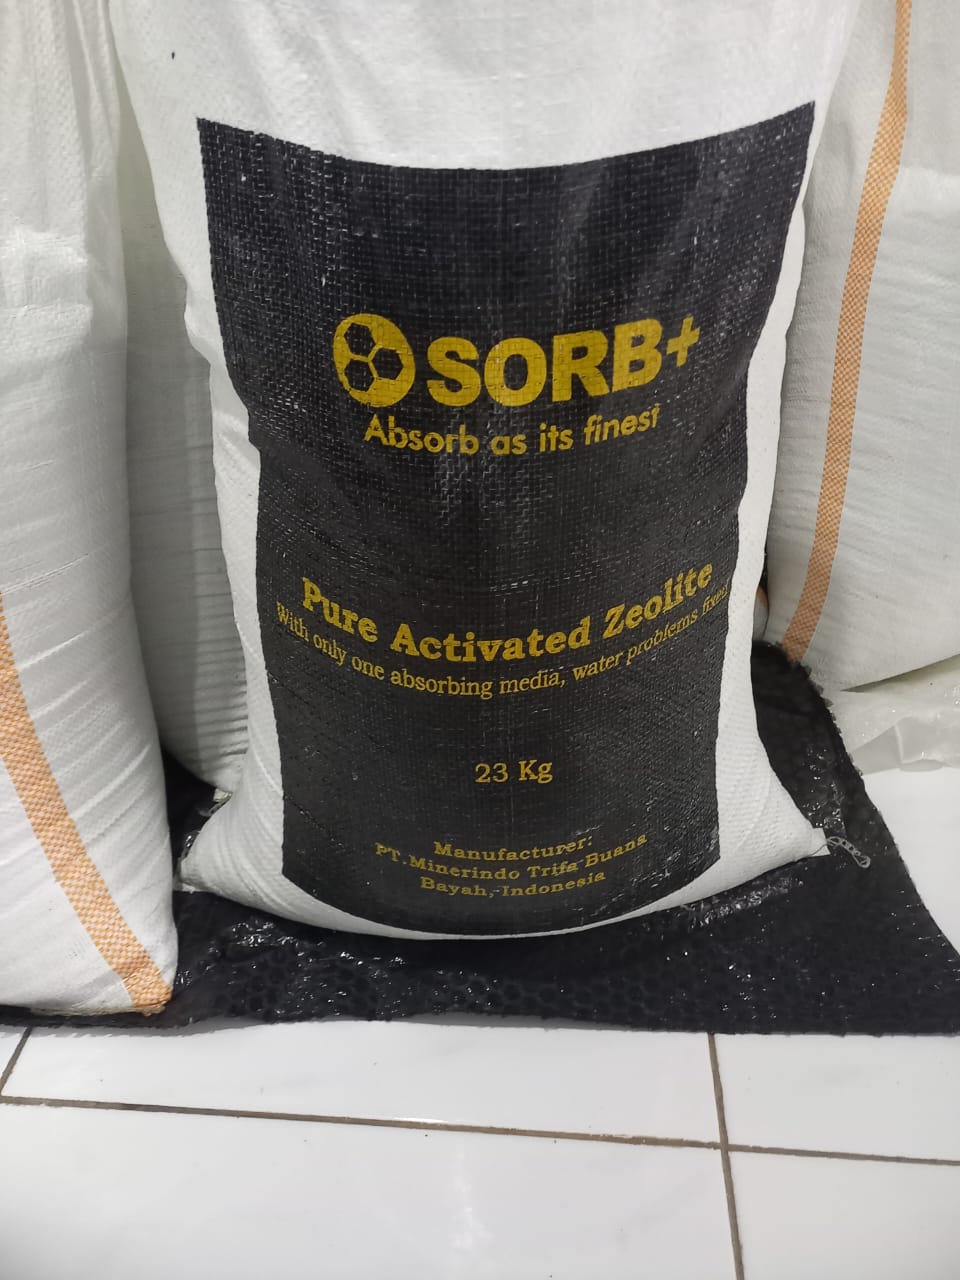 SORB+
Absorb as its finest
Pure Activated Zeolite
With only one absorbing media, water problems fixed
23 Kg
Manufacturer:
PT.Minerindo Trifa Buana
Bayah, Indonesia